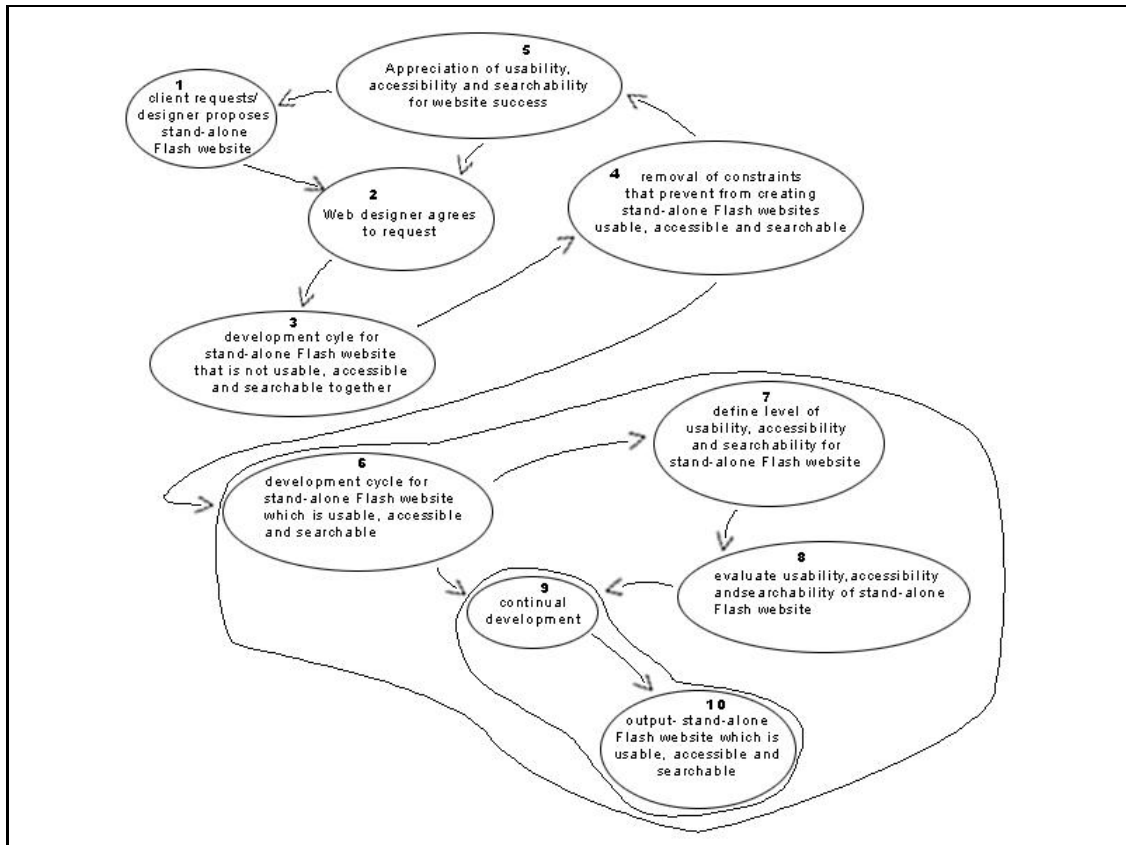 1
client requests/
designer proposes
stand-alone
Flash website
2
Web designer agrees
to request
3
development cyle for
stand-alone Flash website
that is not usable, accessible
and searchable together
4 removal of constraints
that prevent from creating
stand-alone Flash websites
usable, accessible and searchable
5
Appreciation of usability,
accessibility and searchability
for website success
6
development cycle for
stand-alone Flash website
which is usable, accessible
and searchable
7
define level of
usability, accessibility
and searchability for
stand-alone Flash website
8
evaluate usability,accessibility
andsearchability of stand-alone
Flash website
9
continual
development
10
output- stand-alone
Flash website which is
usable, accessible and
searchable